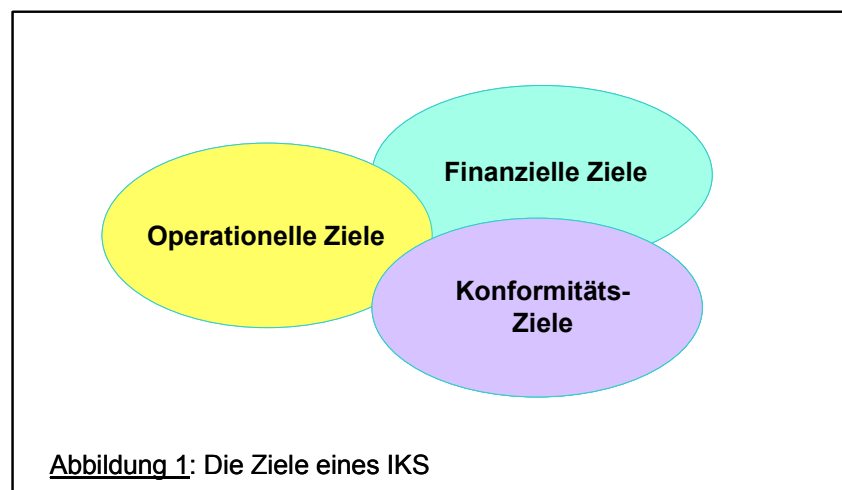 Finanzielle Ziele
Operationelle Ziele
Konformitäts-
Ziele
Abbildung 1: Die Ziele eines IKS